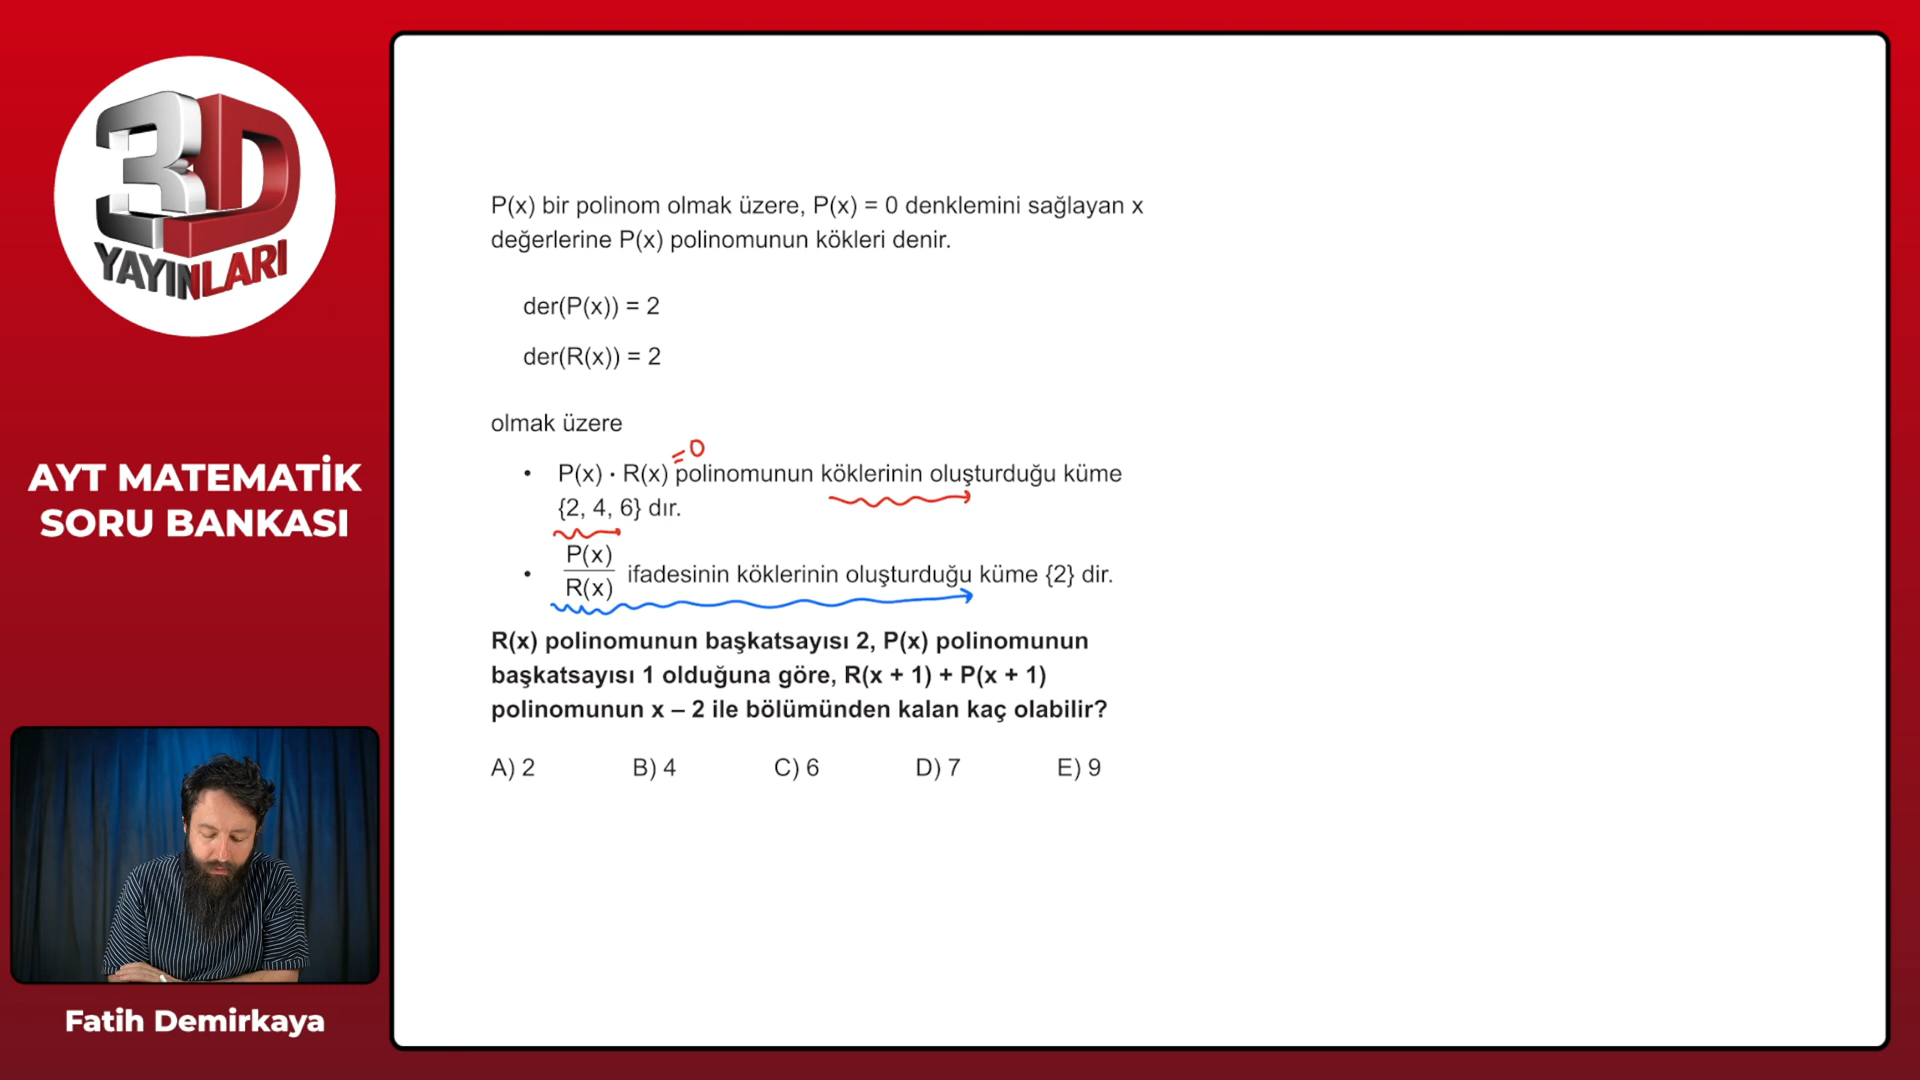 3D
YAYINLARI
AYT MATEMATİK
SORU BANKASI
Fatih Demirkaya
P(x) bir polinom olmak üzere, P(x) = 0 denklemini sağlayan x
değerlerine P(x) polinomunun kökleri denir.
der(P(x)) = 2
der(R(x)) = 2
olmak üzere
=0
• P(x) · R(x) polinomunun köklerinin oluşturduğu küme
{2, 4, 6} dır.
• P(x)/R(x) ifadesinin köklerinin oluşturduğu küme {2} dir.
R(x) polinomunun başkatsayısı 2, P(x) polinomunun
başkatsayısı 1 olduğuna göre, R(x + 1) + P(x + 1)
polinomunun x – 2 ile bölümünden kalan kaç olabilir?
A) 2 B) 4 C) 6 D) 7 E) 9